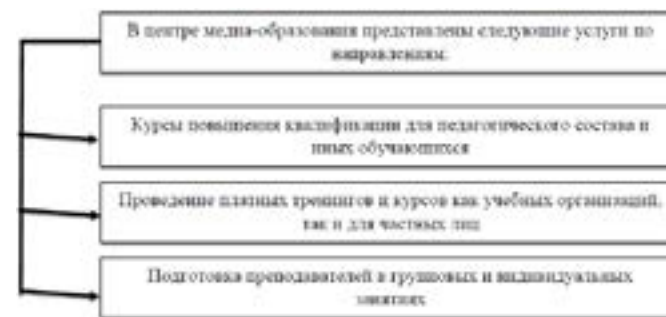 В центре медиа-образования представлены следующие услуги по
направлениям:
Курсы повышения квалификации для педагогического состава и
иных обучающихся
Проведение платных тренингов и курсов как учебных организаций,
так и для частных лиц
Подготовка преподавателей в групповых и индивидуальных
занятиях